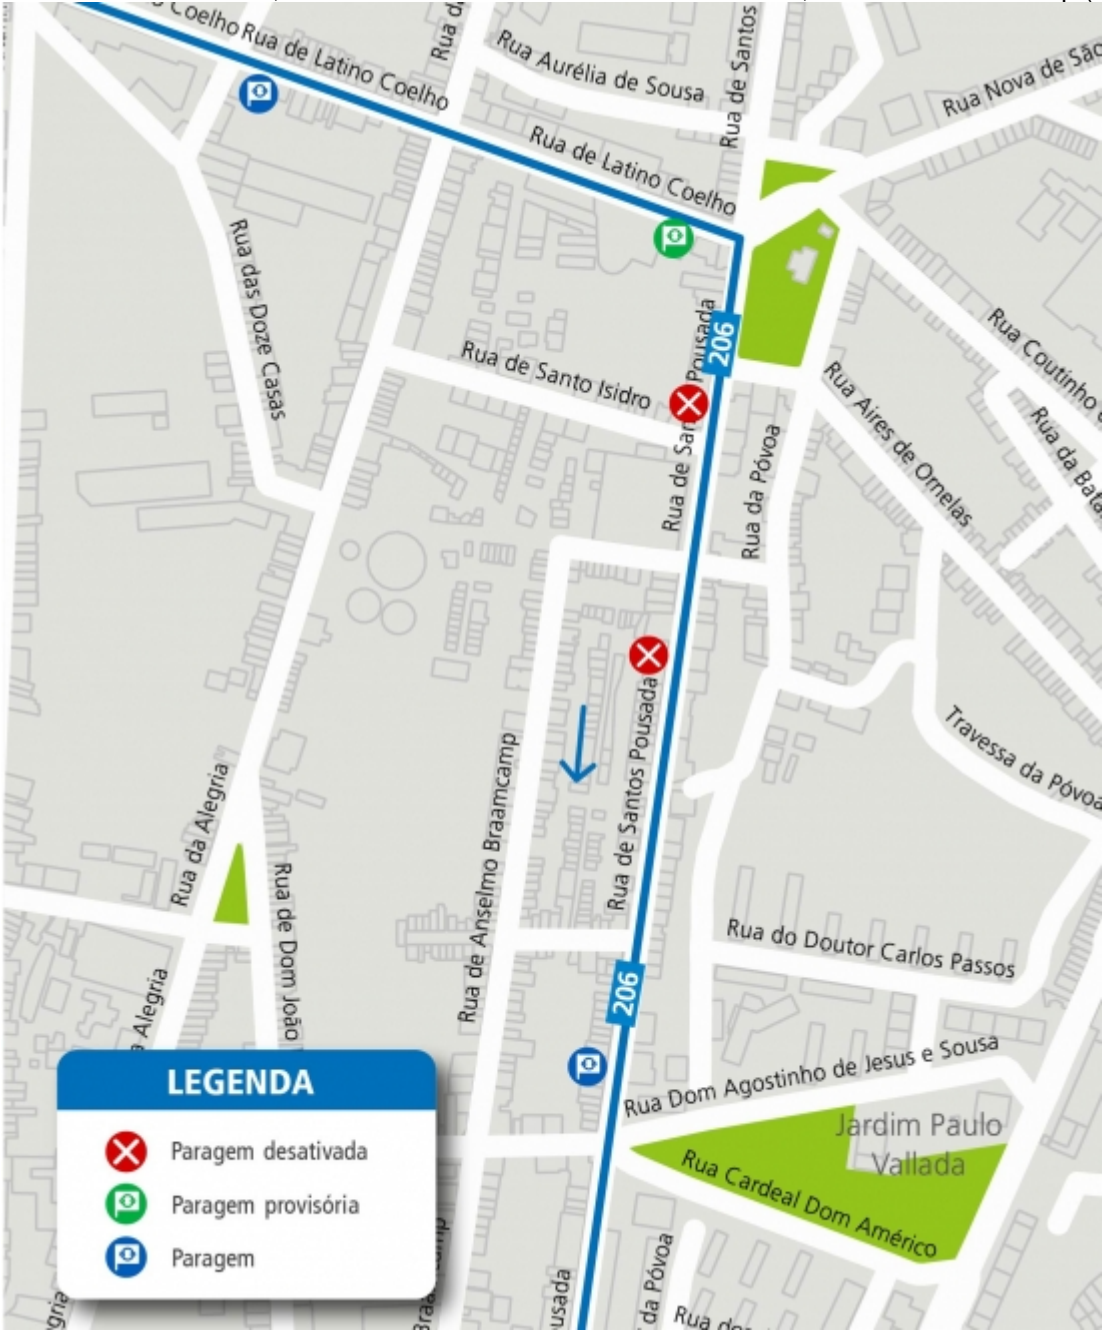 Coelho
Rua de Latino Coelho
Rua da
Rua Aurélia de Sousa
Rua de Santos
Rua Nova de São
Rua de Latino Coelho
Rua das Doze Casas
Rua de Santo Isidro
206
Rua de Santos Pousada
Rua Coutinho
Rua Aires de Ornelas
Rua da Póvoa
Rua da Bata
Rua de Santos Pousada
Travessa da Póvoa
Rua de Anselmo Braamcamp
Rua da Alegria
Rua de Dom João
Rua do Doutor Carlos Passos
206
Alegria
Rua Dom Agostinho de Jesus e Sousa
Jardim Paulo
Vallada
Rua Cardeal Dom Américo
LEGENDA
Paragem desativada
Paragem provisória
Paragem
da Póvoa